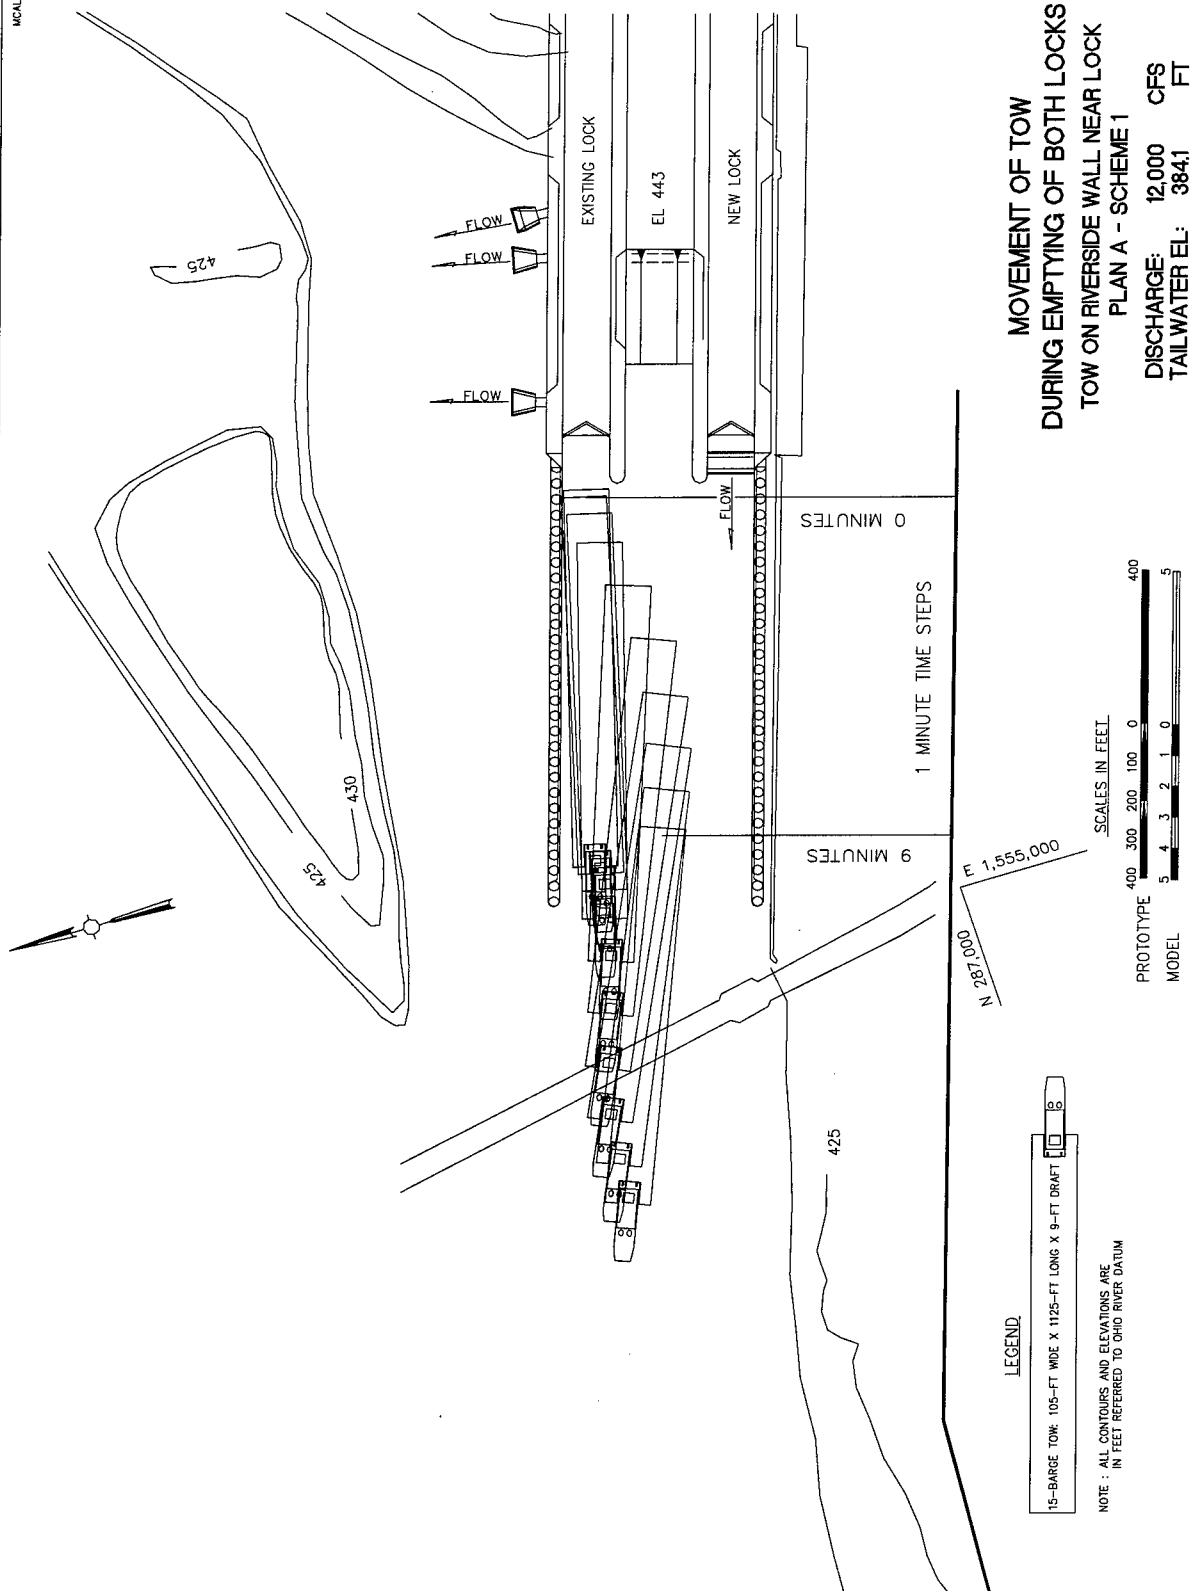 MCAL
MOVEMENT OF TOW
DURING EMPTYING OF BOTH LOCKS
TOW ON RIVERSIDE WALL NEAR LOCK
PLAN A - SCHEME 1
DISCHARGE: 12,000 CFS
TAILWATER EL: 384.1 FT
EXISTING LOCK
EL 443
NEW LOCK
FLOW
FLOW
FLOW
FLOW
425
430
425
425
0 MINUTES
1 MINUTE TIME STEPS
9 MINUTES
E 1,555,000
N 287,000
SCALES IN FEET
PROTOTYPE 400 300 200 100 0 400
MODEL 5 4 3 2 1 0 5
LEGEND
15-BARGE TOW: 105-FT WIDE X 1125-FT LONG X 9-FT DRAFT
NOTE : ALL CONTOURS AND ELEVATIONS ARE
IN FEET REFERRED TO OHIO RIVER DATUM